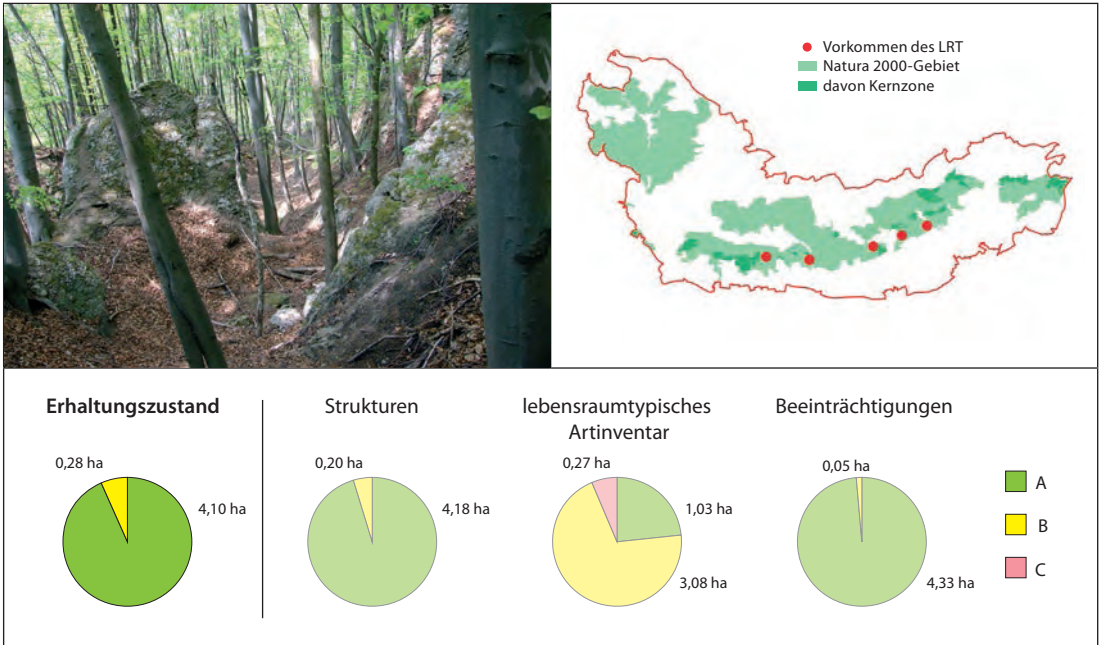 Vorkommen des LRT
Natura 2000-Gebiet
davon Kernzone
Erhaltungszustand
0,28 ha
4,10 ha
Strukturen
0,20 ha
4,18 ha
lebensraumtypisches
Artinventar
0,27 ha
1,03 ha
3,08 ha
Beeinträchtigungen
0,05 ha
4,33 ha
A
B
C